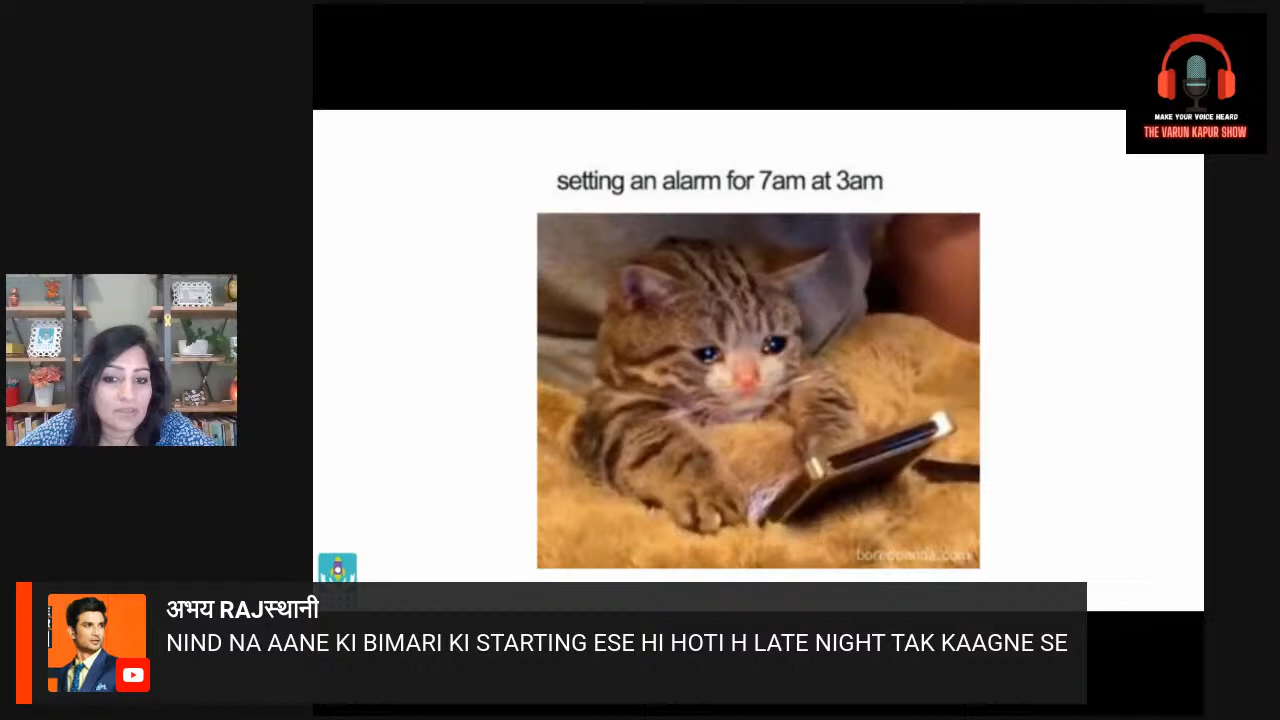 MAKE YOUR VOICE HEARD
THE VARUN KAPUR SHOW
setting an alarm for 7am at 3am
boredpanda.com
अभय RAJस्थानी
NIND NA AANE KI BIMARI KI STARTING ESE HI HOTI H LATE NIGHT TAK KAAGNE SE